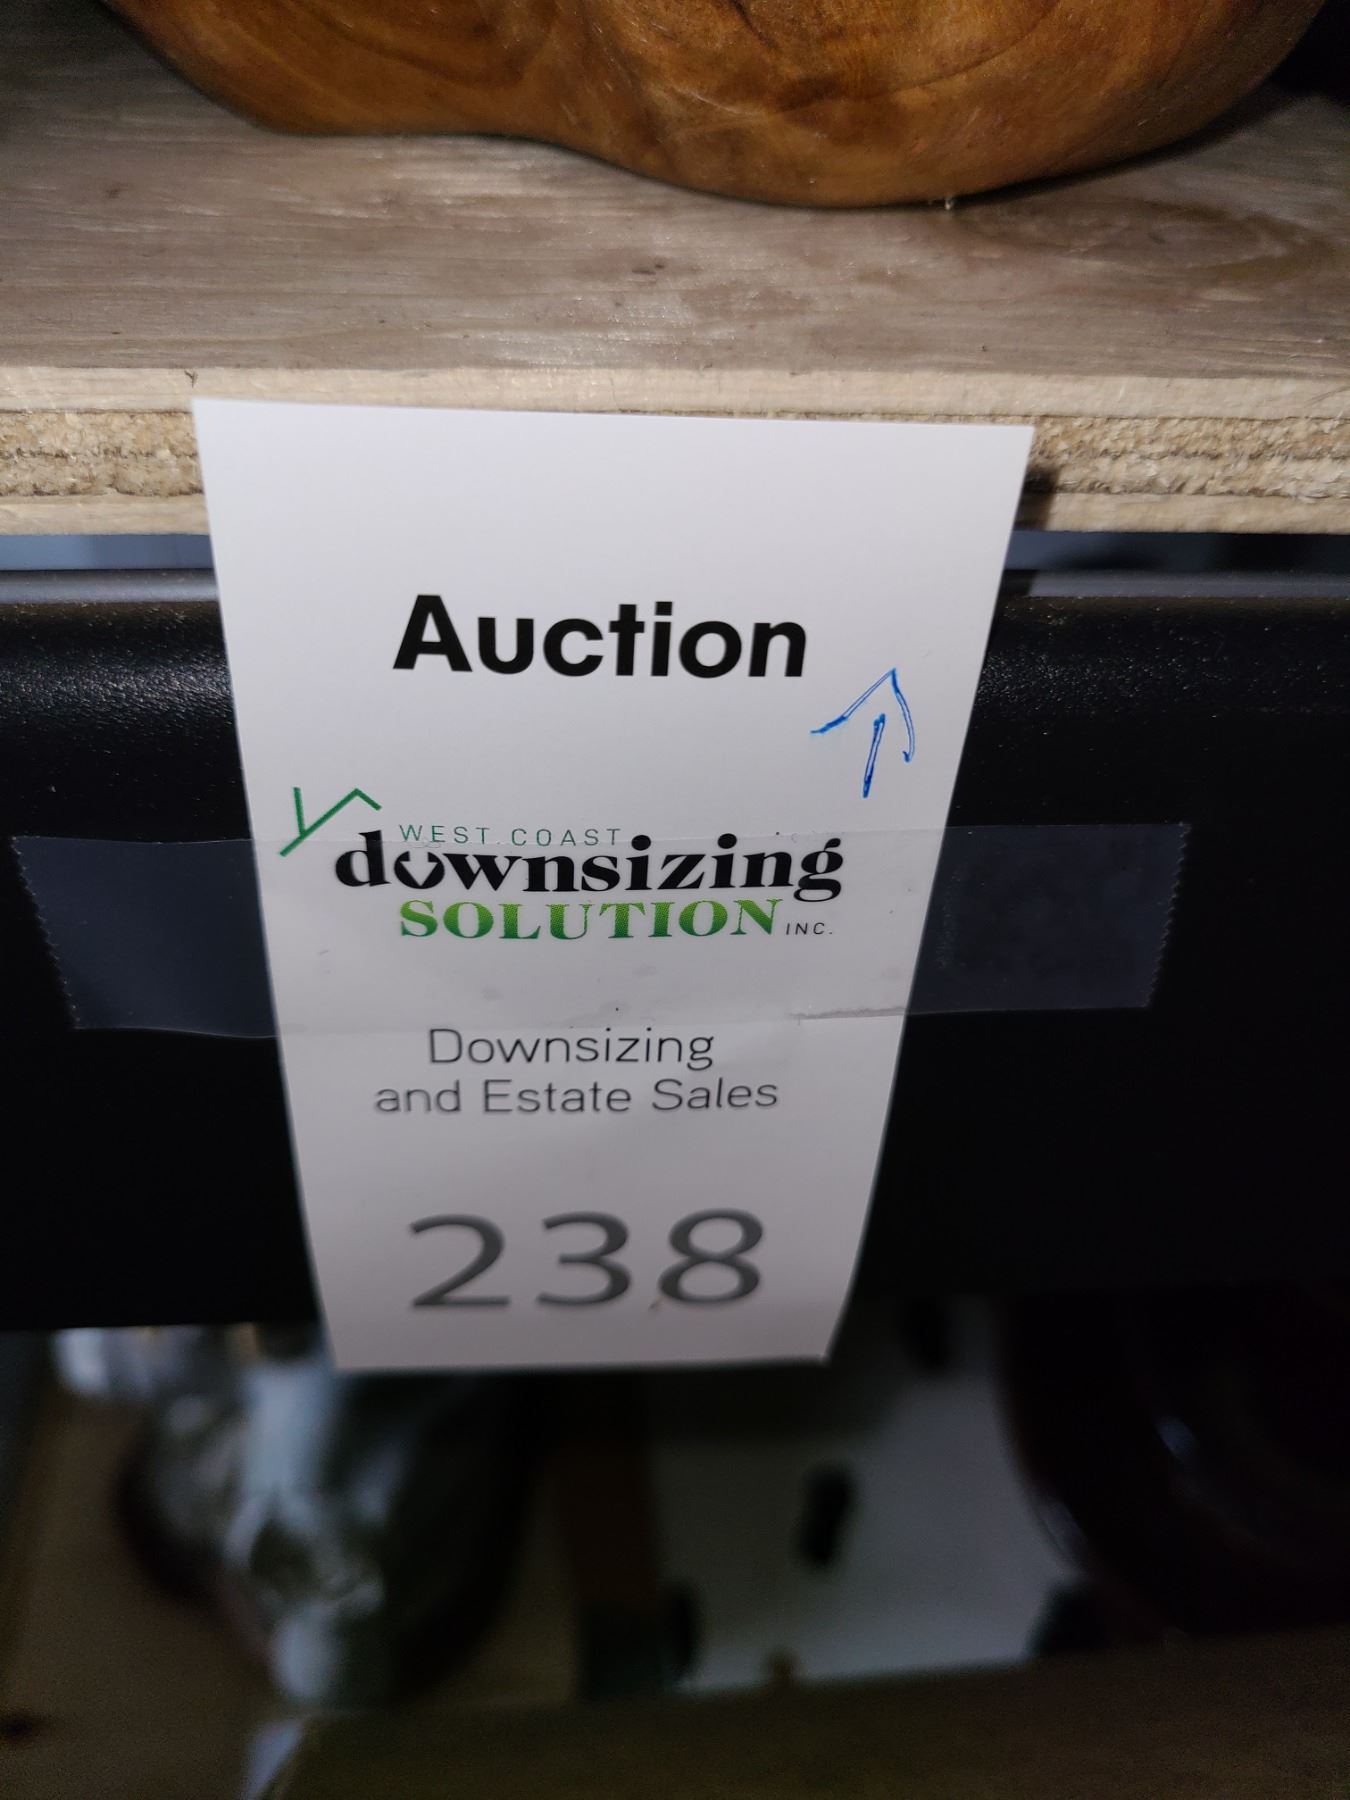 Auction
WEST COAST
downsizing
SOLUTION INC.
Downsizing
and Estate Sales
238